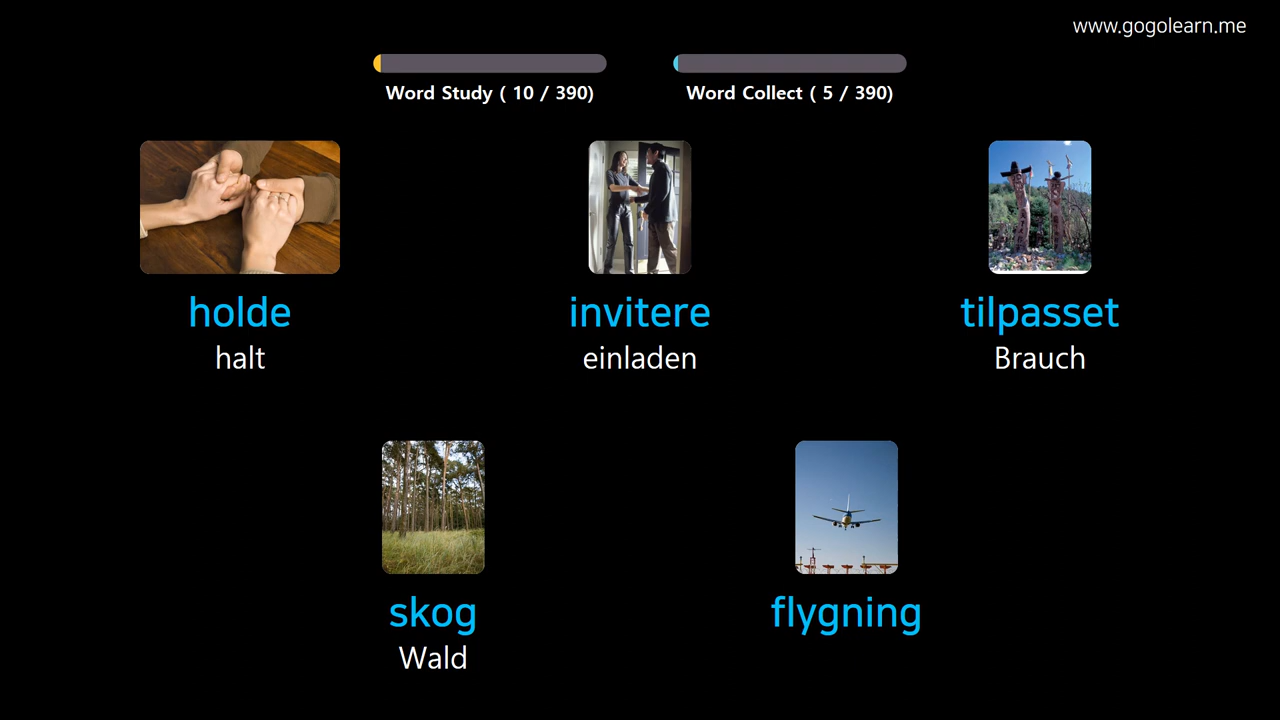 www.gogolearn.me
Word Study ( 10 / 390)
Word Collect ( 5 / 390)
holde
halt
invitere
einladen
tilpasset
Brauch
skog
Wald
flygning